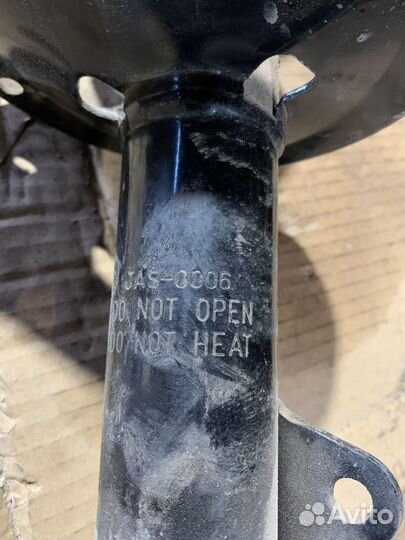 JAS-0006
DO NOT OPEN
DO NOT HEAT
Avito